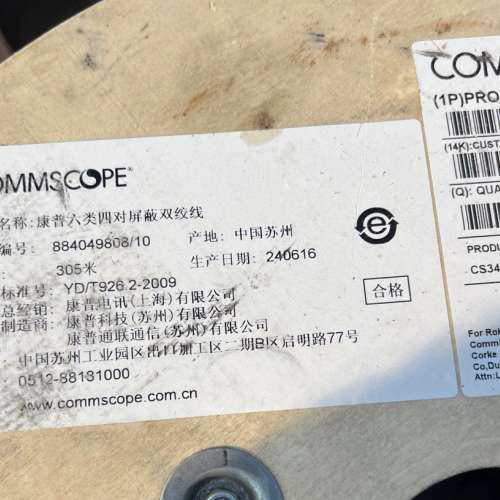 OMMSCOPE®
名称: 康普六类四对屏蔽双绞线
编号: 884049808/10 产地: 中国苏州
: 305米 生产日期: 240616
标准号: YD/T926.2-2009
总经销: 康普电讯(上海)有限公司
制造商: 康普科技(苏州)有限公司
康普通联通信(苏州)有限公司
中国苏州工业园区出口加工区二期B区启明路77号
: 0512-88131000
www.commscope.com.cn
e
合格
COM
(1P)PRO
(14K):CUST
(Q): QUA
PRODU
CS34
For Ro
Comm
Corke
Co,Du
Attn:L